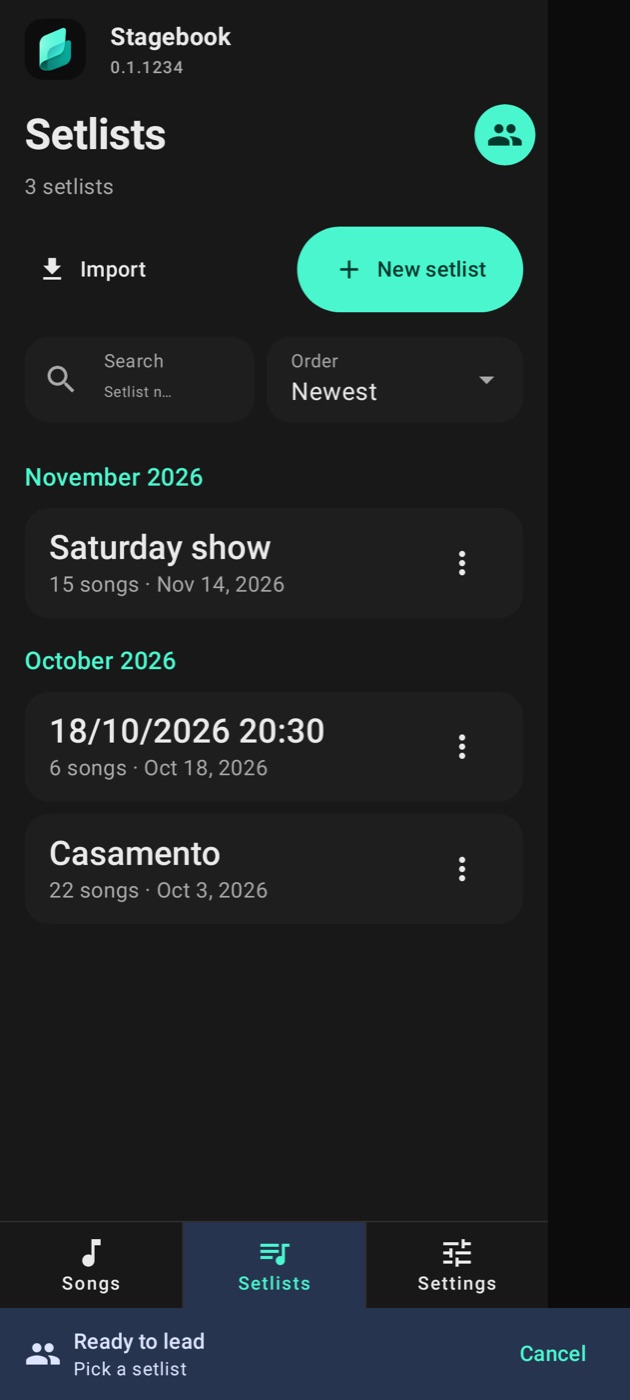 Stagebook
0.1.1234
Setlists
3 setlists
Import
New setlist
Search
Setlist n...
Order
Newest
November 2026
Saturday show
15 songs · Nov 14, 2026
October 2026
18/10/2026 20:30
6 songs · Oct 18, 2026
Casamento
22 songs · Oct 3, 2026
Songs
Setlists
Settings
Ready to lead
Pick a setlist
Cancel